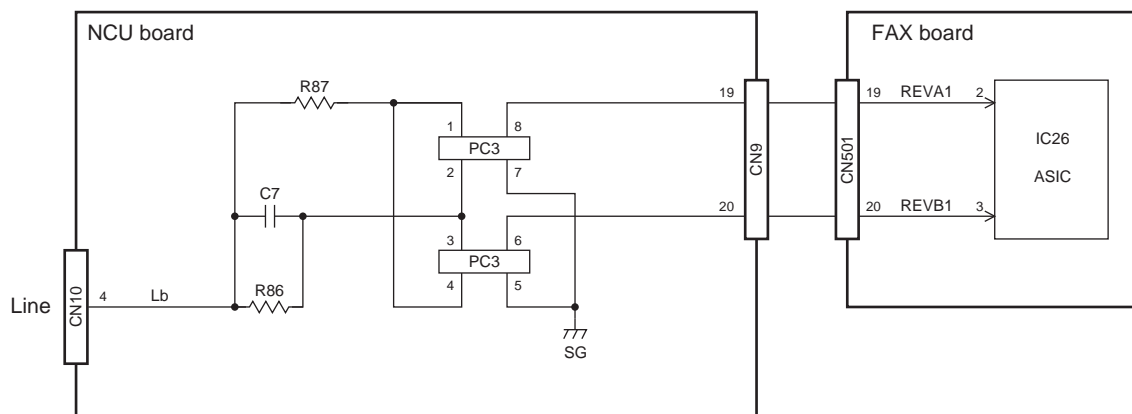 NCU board
FAX board
R87
19
19
REVA1
2
1
8
PC3
IC26
ASIC
CN9
CN501
2
7
C7
20
20
REVB1
3
3
6
PC3
4
5
Line
CN10
4
Lb
R86
SG